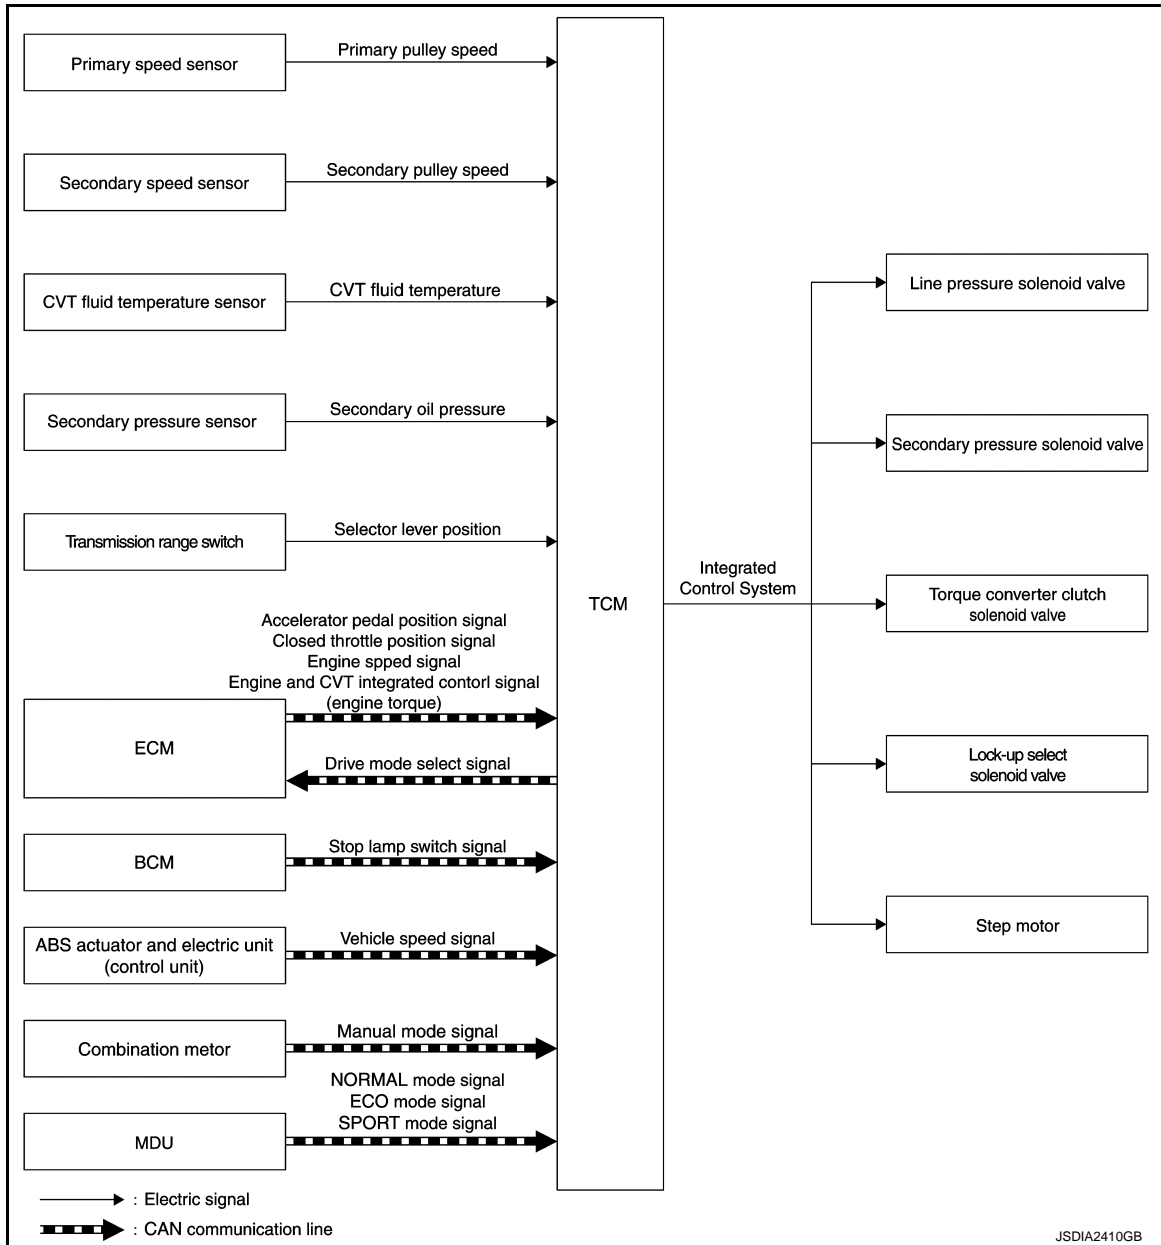 Primary speed sensor
Primary pulley speed
Secondary speed sensor
Secondary pulley speed
CVT fluid temperature sensor
CVT fluid temperature
Secondary pressure sensor
Secondary oil pressure
Transmission range switch
Selector lever position
Accelerator pedal position signal
Closed throttle position signal
Engine spped signal
Engine and CVT integrated contorl signal
(engine torque)
ECM
Drive mode select signal
BCM
Stop lamp switch signal
ABS actuator and electric unit
(control unit)
Vehicle speed signal
Combination metor
Manual mode signal
NORMAL mode signal
ECO mode signal
SPORT mode signal
MDU
TCM
Integrated
Control System
Line pressure solenoid valve
Secondary pressure solenoid valve
Torque converter clutch
solenoid valve
Lock-up select
solenoid valve
Step motor
: Electric signal
: CAN communication line
JSDIA2410GB